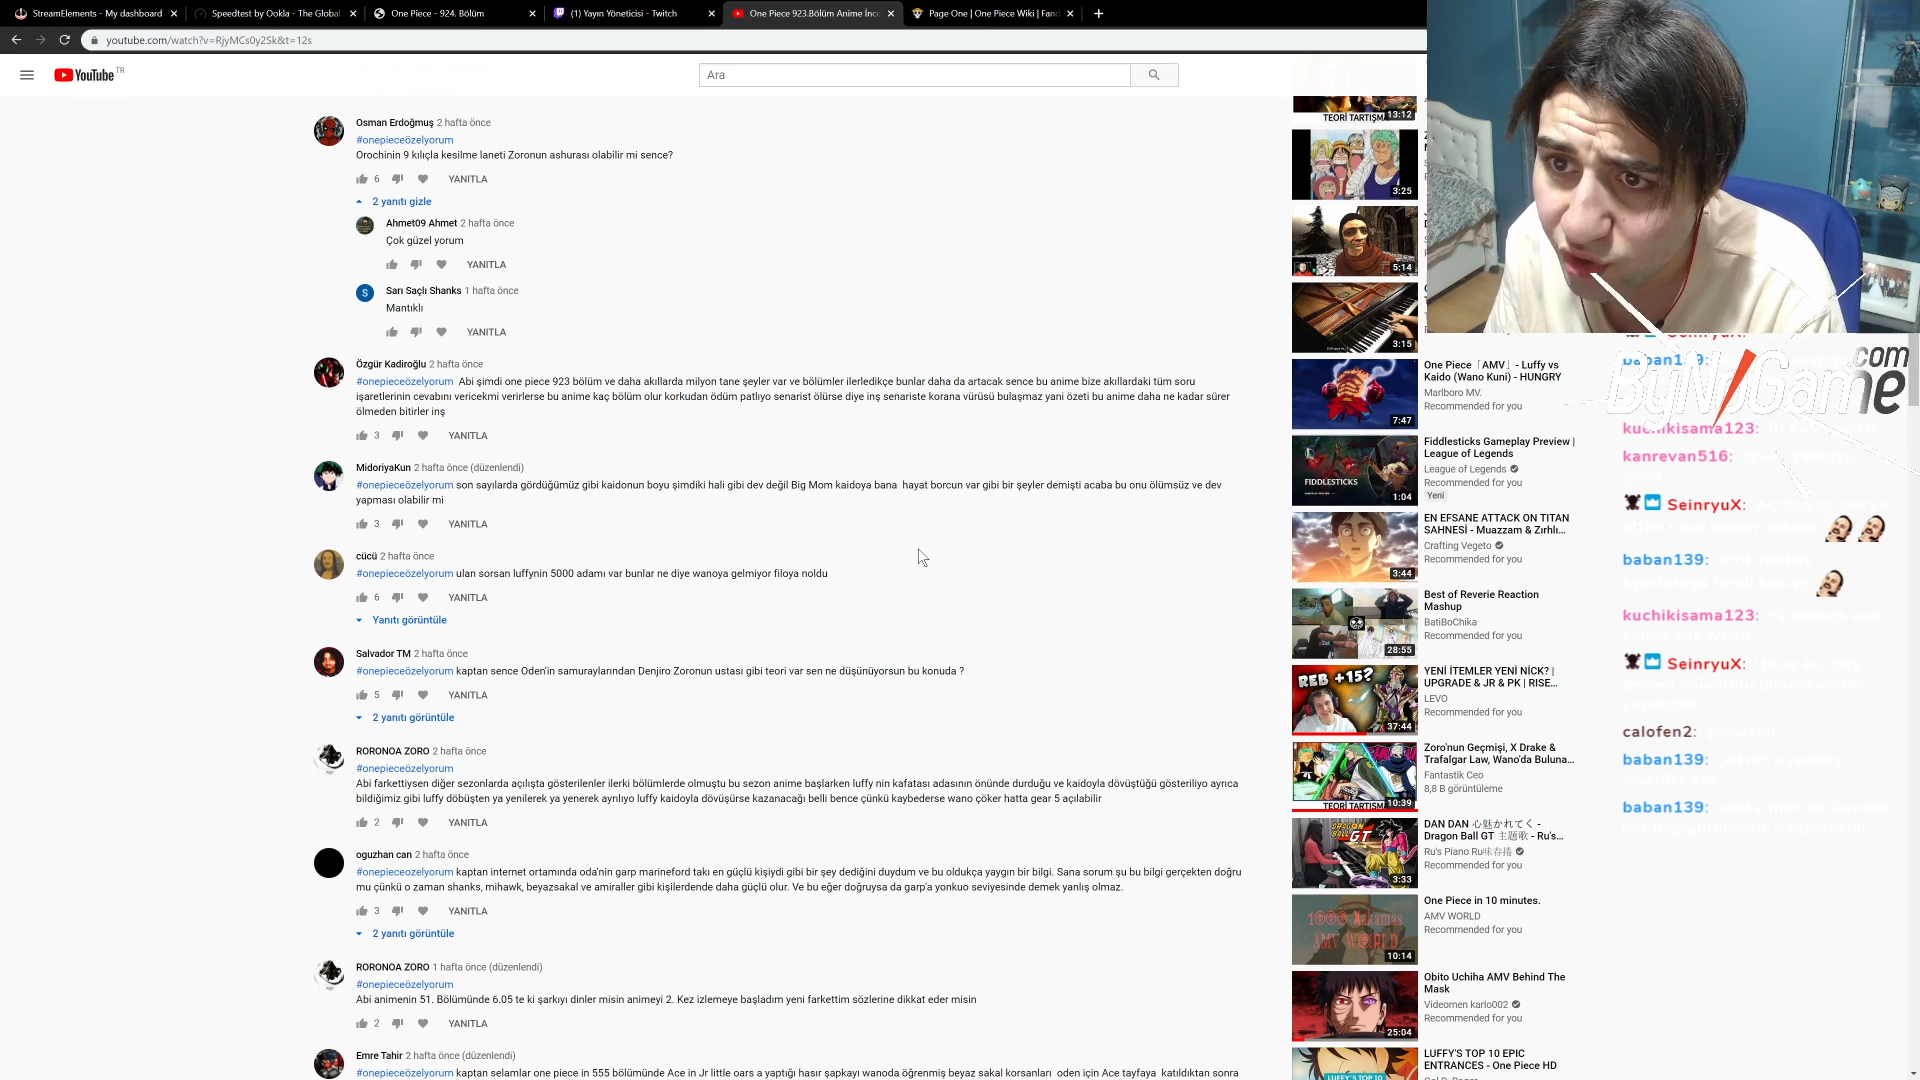 StreamElements - My dashboard
Speedtest by Ookla - The Global
One Piece - 924. Bölüm
(1) Yayın Yöneticisi - Twitch
One Piece 923.Bölüm Anime İnce
Page One | One Piece Wiki | Fand
youtube.com/watch?v=RjyMCs0y2Sk&t=12s
YouTube TR
Ara
Osman Erdoğmuş 2 hafta önce
#onepieceözelyorum
Orochinin 9 kılıçla kesilme laneti Zoronun ashurası olabilir mi sence?
6 YANITLA
2 yanıtı gizle
Ahmet09 Ahmet 2 hafta önce
Çok güzel yorum
YANITLA
S
Sarı Saçlı Shanks 1 hafta önce
Mantıklı
YANITLA
Özgür Kadiroğlu 2 hafta önce
#onepieceözelyorum Abi şimdi one piece 923 bölüm ve daha akıllarda milyon tane şeyler var ve bölümler ilerledikçe bunlar daha da artacak sence bu anime bize akıllardaki tüm soru
işaretlerinin cevabını vericekmi verirlerse bu anime kaç bölüm olur korkudan ödüm patlıyo senarist ölürse diye inş senariste korana vürüsü bulaşmaz yani özeti bu anime daha ne kadar sürer
ölmeden bitirler inş
3 YANITLA
MidoriyaKun 2 hafta önce (düzenlendi)
#onepieceözelyorum son sayılarda gördüğümüz gibi kaidonun boyu şimdiki hali gibi dev değil Big Mom kaidoya bana hayat borcun var gibi bir şeyler demişti acaba bu onu ölümsüz ve dev
yapması olabilir mi
3 YANITLA
cücü 2 hafta önce
#onepieceözelyorum ulan sorsan luffynin 5000 adamı var bunlar ne diye wanoya gelmiyor filoya noldu
6 YANITLA
Yanıtı görüntüle
Salvador TM 2 hafta önce
#onepieceözelyorum kaptan sence Oden'in samuraylarından Denjiro Zoronun ustası gibi teori var sen ne düşünüyorsun bu konuda ?
5 YANITLA
2 yanıtı görüntüle
RORONOA ZORO 2 hafta önce
#onepieceözelyorum
Abi farkettiysen diğer sezonlarda açılışta gösterilenler ilerki bölümlerde olmuştu bu sezon anime başlarken luffy nin kafatası adasının önünde durduğu ve kaidoyla dövüştüğü gösteriliyo ayrıca
bildiğimiz gibi luffy döbüşten ya yenilerek ya yenerek ayrılıyo luffy kaidoyla dövüşürse kazanacağı belli bence çünkü kaybederse wano çöker hatta gear 5 açılabilir
2 YANITLA
oguzhan can 2 hafta önce
#onepieceozelyorum kaptan internet ortamında oda'nin garp marineford takı en güçlü kişiydi gibi bir şey dediğini duydum ve bu oldukça yaygın bir bilgi. Sana sorum şu bu bilgi gerçekten doğru
mu çünkü o zaman shanks, mihawk, beyazsakal ve amiraller gibi kişilerdende daha güçlü olur. Ve bu eğer doğruysa da garp'a yonkuo seviyesinde demek yanlış olmaz.
3 YANITLA
2 yanıtı görüntüle
RORONOA ZORO 1 hafta önce (düzenlendi)
#onepieceözelyorum
Abi animenin 51. Bölümünde 6.05 te ki şarkıyı dinler misin animeyi 2. Kez izlemeye başladım yeni farkettim sözlerine dikkat eder misin
2 YANITLA
Emre Tahir 2 hafta önce (düzenlendi)
#onepieceözelyorum kaptan selamlar one piece in 555 bölümünde Ace in Jr little oars a yaptığı hasır şapkayı wanoda öğrenmiş beyaz sakal korsanları oden için Ace tayfaya katıldıktan sonra
TEORİ TARTIŞMA
13:12
3:25
5:14
3:15
7:47
One Piece「AMV」- Luffy vs
Kaido (Wano Kuni) - HUNGRY
Marlboro MV.
Recommended for you
FIDDLESTICKS
1:04
Fiddlesticks Gameplay Preview |
League of Legends
League of Legends
Recommended for you
Yeni
3:44
EN EFSANE ATTACK ON TITAN
SAHNESİ - Muazzam & Zırhlı...
Crafting Vegeto
Recommended for you
28:55
Best of Reverie Reaction
Mashup
BatiBoChika
Recommended for you
REB +15?
37:44
YENİ İTEMLER YENİ NİCK? |
UPGRADE & JR & PK | RISE...
LEVO
Recommended for you
TEORİ TARTIŞMA
10:39
Zoro'nun Geçmişi, X Drake &
Trafalgar Law, Wano'da Buluna...
Fantastik Ceo
8,8 B görüntüleme
DRAGON BALL
GT
3:33
DAN DAN 心魅かれてく -
Dragon Ball GT 主題歌 - Ru's...
Ru's Piano Ru味春捲
Recommended for you
AMV WORLD
10:14
One Piece in 10 minutes.
AMV WORLD
Recommended for you
25:04
Obito Uchiha AMV Behind The
Mask
Videomen karlo002
Recommended for you
LUFFY'S TOP 10
LUFFY'S TOP 10 EPIC
ENTRANCES - One Piece HD
baban139:
ByNoGame
.com
kuchikisama123:
kanrevan516:
SeinryuX:
baban139:
kuchikisama123:
SeinryuX:
calofen2:
baban139:
baban139: